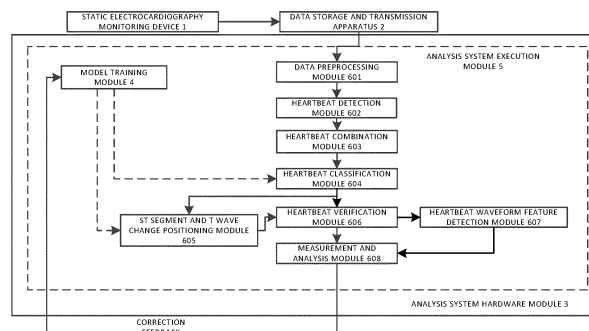 STATIC ELECTROCARDIOGRAPHY
MONITORING DEVICE 1
DATA STORAGE AND TRANSMISSION
APPARATUS 2
ANALYSIS SYSTEM EXECUTION
MODULE 5
MODEL TRAINING
MODULE 4
DATA PREPROCESSING
MODULE 601
HEARTBEAT DETECTION
MODULE 602
HEARTBEAT COMBINATION
MODULE 603
HEARTBEAT CLASSIFICATION
MODULE 604
ST SEGMENT AND T WAVE
CHANGE POSITIONING MODULE
605
HEARTBEAT VERIFICATION
MODULE 606
HEARTBEAT WAVEFORM FEATURE
DETECTION MODULE 607
MEASUREMENT AND
ANALYSIS MODULE 608
ANALYSIS SYSTEM HARDWARE MODULE 3
CORRECTION
FEEDBACK